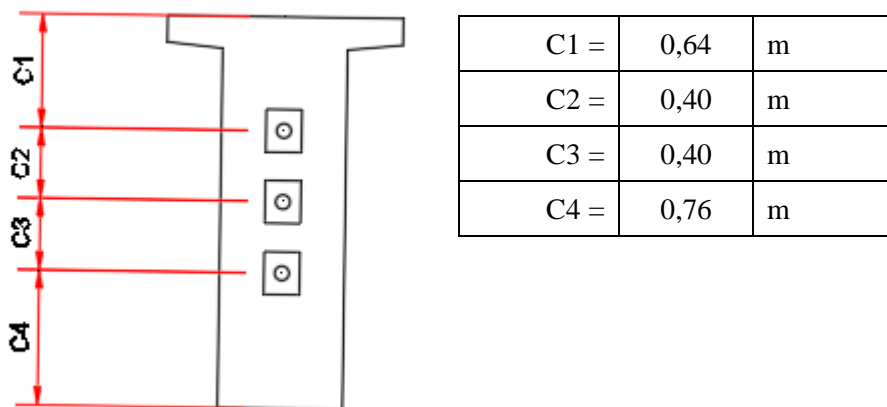 C1
C2
C3
C4
C1 = 0,64 m
C2 = 0,40 m
C3 = 0,40 m
C4 = 0,76 m